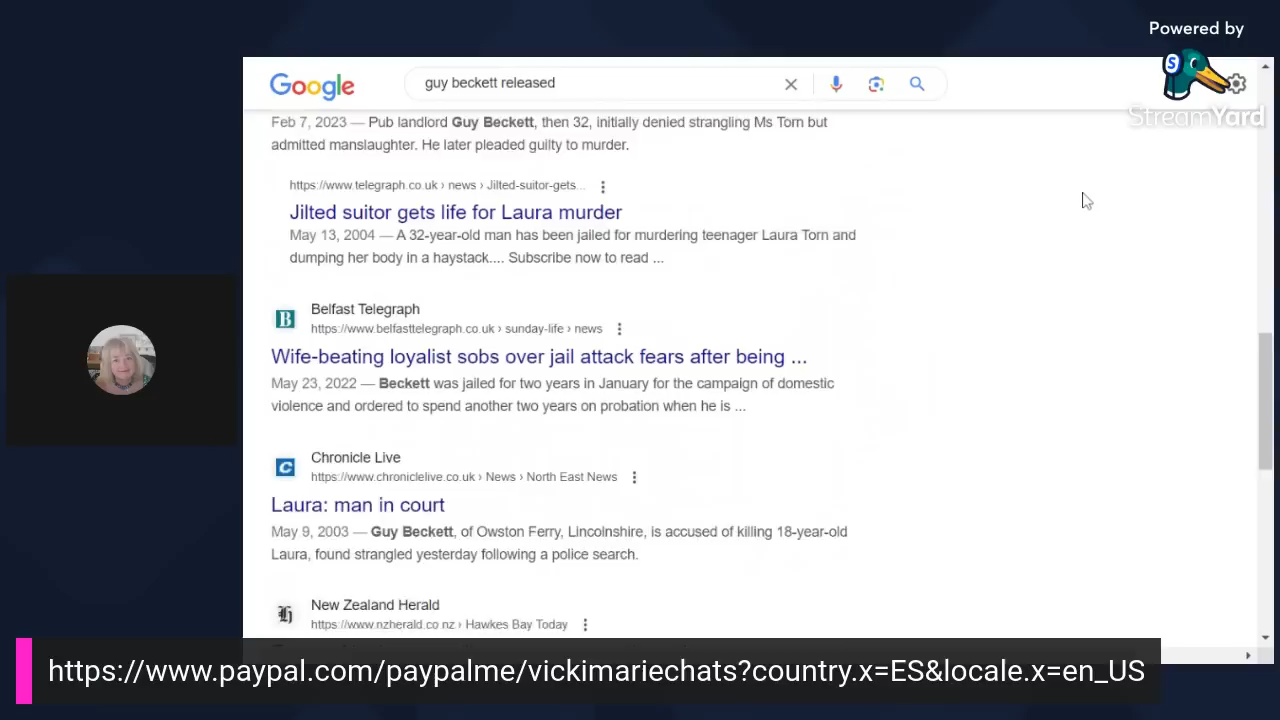 Powered by
StreamYard
Google
guy beckett released
Feb 7, 2023 — Pub landlord Guy Beckett, then 32, initially denied strangling Ms Torn but
admitted manslaughter. He later pleaded guilty to murder.
https://www.telegraph.co.uk › news › Jilted-suitor-gets...
Jilted suitor gets life for Laura murder
May 13, 2004 — A 32-year-old man has been jailed for murdering teenager Laura Torn and
dumping her body in a haystack.... Subscribe now to read ...
Belfast Telegraph
https://www.belfasttelegraph.co.uk › sunday-life › news
Wife-beating loyalist sobs over jail attack fears after being ...
May 23, 2022 — Beckett was jailed for two years in January for the campaign of domestic
violence and ordered to spend another two years on probation when he is ...
Chronicle Live
https://www.chroniclelive.co.uk › News › North East News
Laura: man in court
May 9, 2003 — Guy Beckett, of Owston Ferry, Lincolnshire, is accused of killing 18-year-old
Laura, found strangled yesterday following a police search.
New Zealand Herald
https://www.nzherald.co.nz › Hawkes Bay Today
https://www.paypal.com/paypalme/vickimariechats?country.x=ES&locale.x=en_US